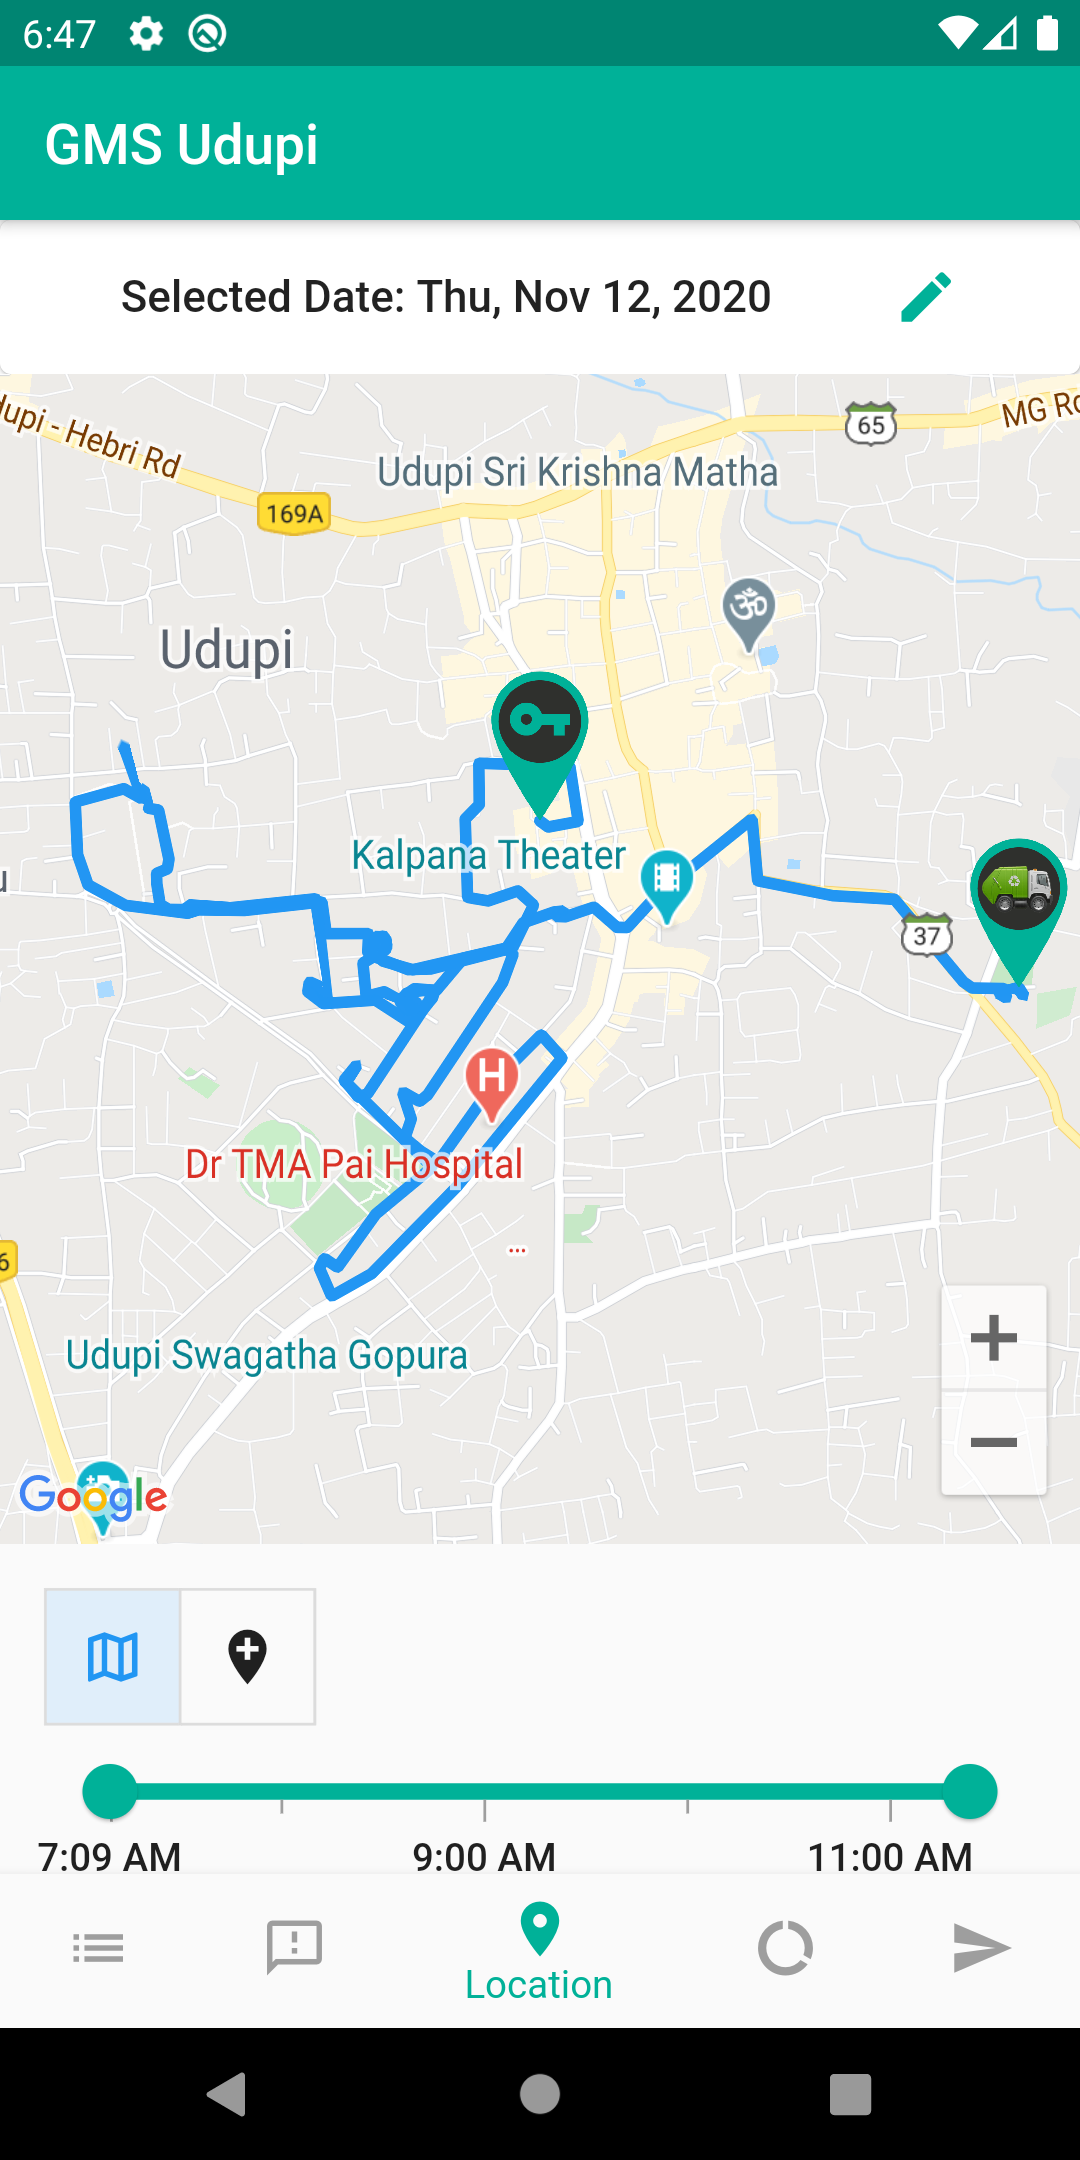 6:47
GMS Udupi
Selected Date: Thu, Nov 12, 2020
dupi - Hebri Rd
65
MG Ro
Udupi Sri Krishna Matha
169A
Udupi
Kalpana Theater
37
H
Dr TMA Pai Hospital
...
6
Udupi Swagatha Gopura
+
−
Google
7:09 AM
9:00 AM
11:00 AM
Location